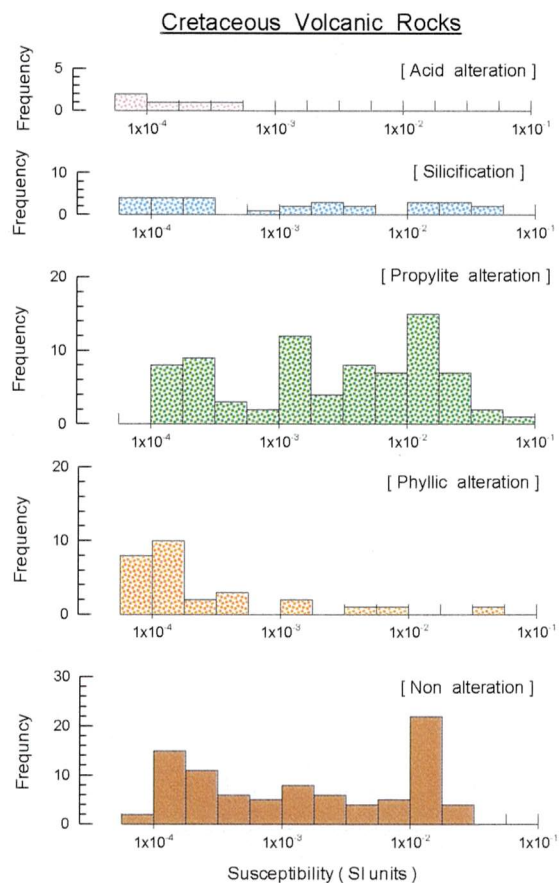 Cretaceous Volcanic Rocks
[ Acid alteration ]
Frequency
5
0
1x10⁻⁴ 1x10⁻³ 1x10⁻² 1x10⁻¹
[ Silicification ]
Frequency
10
0
1x10⁻⁴ 1x10⁻³ 1x10⁻² 1x10⁻¹
[ Propylite alteration ]
Frequency
20
10
0
1x10⁻⁴ 1x10⁻³ 1x10⁻² 1x10⁻¹
[ Phyllic alteration ]
Frequency
20
10
0
1x10⁻⁴ 1x10⁻³ 1x10⁻² 1x10⁻¹
[ Non alteration ]
Frequncy
30
20
10
0
1x10⁻⁴ 1x10⁻³ 1x10⁻² 1x10⁻¹
Susceptibility ( SI units )